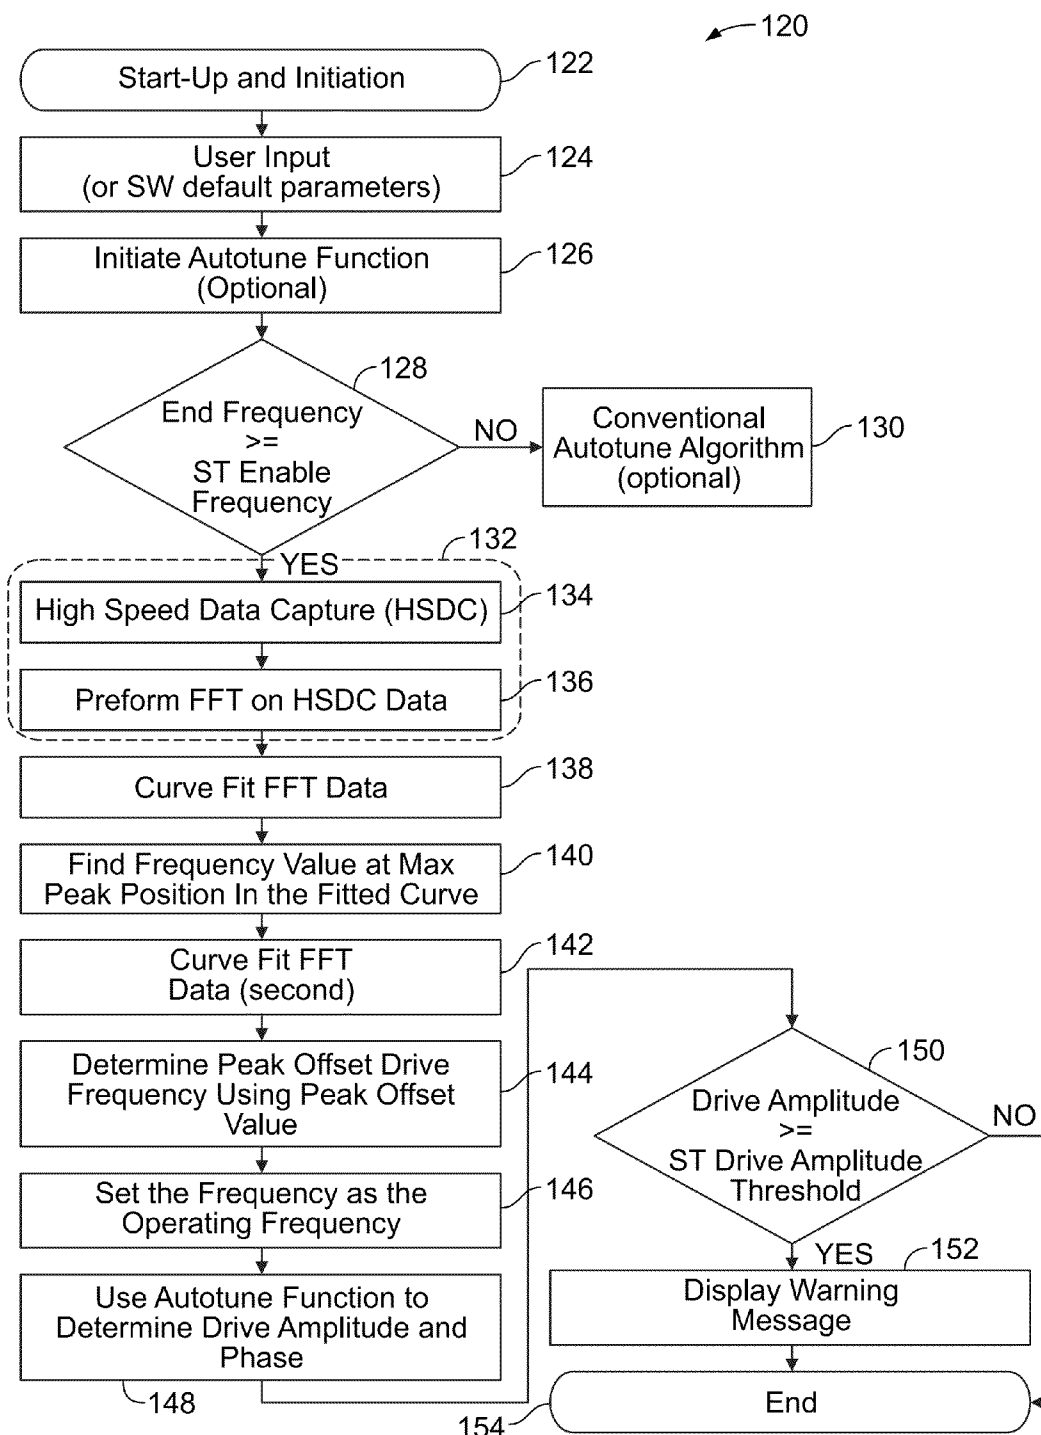 120
Start-Up and Initiation
122
User Input
(or SW default parameters)
124
Initiate Autotune Function
(Optional)
126
128
End Frequency
>=
ST Enable
Frequency
NO
Conventional
Autotune Algorithm
(optional)
130
YES
132
High Speed Data Capture (HSDC)
134
Preform FFT on HSDC Data
136
Curve Fit FFT Data
138
Find Frequency Value at Max
Peak Position In the Fitted Curve
140
Curve Fit FFT
Data (second)
142
Determine Peak Offset Drive
Frequency Using Peak Offset
Value
144
Set the Frequency as the
Operating Frequency
146
Use Autotune Function to
Determine Drive Amplitude and
Phase
148
150
Drive Amplitude
>=
ST Drive Amplitude
Threshold
NO
YES
152
Display Warning
Message
End
154